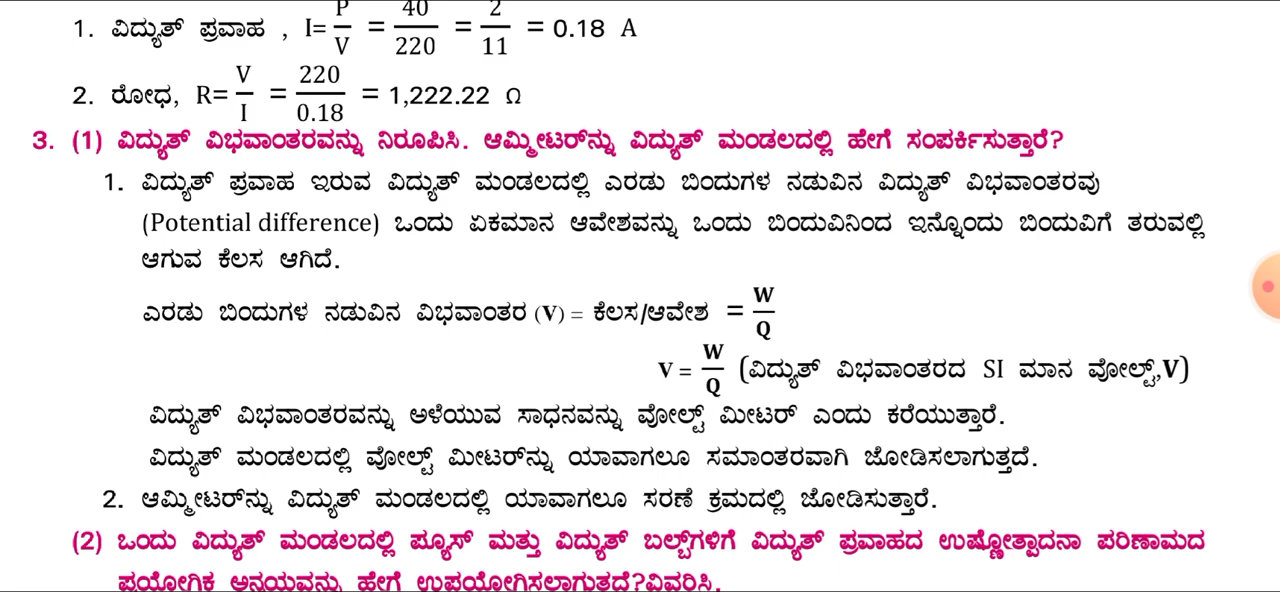 1. ವಿದ್ಯುತ್ ಪ್ರವಾಹ , I= P/V = 40/220 = 2/11 = 0.18 A
2. ರೋಧ, R= V/I = 220/0.18 = 1,222.22 Ω
3. (1) ವಿದ್ಯುತ್ ವಿಭವಾಂತರವನ್ನು ನಿರೂಪಿಸಿ. ಆಮ್ಮಿಟರ್‌ನ್ನು ವಿದ್ಯುತ್ ಮಂಡಲದಲ್ಲಿ ಹೇಗೆ ಸಂಪರ್ಕಿಸುತ್ತಾರೆ?
1. ವಿದ್ಯುತ್ ಪ್ರವಾಹ ಇರುವ ವಿದ್ಯುತ್ ಮಂಡಲದಲ್ಲಿ ಎರಡು ಬಿಂದುಗಳ ನಡುವಿನ ವಿದ್ಯುತ್ ವಿಭವಾಂತರವು
(Potential difference) ಒಂದು ಏಕಮಾನ ಆವೇಶವನ್ನು ಒಂದು ಬಿಂದುವಿನಿಂದ ಇನ್ನೊಂದು ಬಿಂದುವಿಗೆ ತರುವಲ್ಲಿ
ಆಗುವ ಕೆಲಸ ಆಗಿದೆ.
ಎರಡು ಬಿಂದುಗಳ ನಡುವಿನ ವಿಭವಾಂತರ (V) = ಕೆಲಸ/ಆವೇಶ = W/Q
V = W/Q (ವಿದ್ಯುತ್ ವಿಭವಾಂತರದ SI ಮಾನ ವೋಲ್ಟ್,V)
ವಿದ್ಯುತ್ ವಿಭವಾಂತರವನ್ನು ಅಳೆಯುವ ಸಾಧನವನ್ನು ವೋಲ್ಟ್ ಮೀಟರ್ ಎಂದು ಕರೆಯುತ್ತಾರೆ.
ವಿದ್ಯುತ್ ಮಂಡಲದಲ್ಲಿ ವೋಲ್ಟ್ ಮೀಟರ್‌ನ್ನು ಯಾವಾಗಲೂ ಸಮಾಂತರವಾಗಿ ಜೋಡಿಸಲಾಗುತ್ತದೆ.
2. ಆಮ್ಮೀಟರ್‌ನ್ನು ವಿದ್ಯುತ್ ಮಂಡಲದಲ್ಲಿ ಯಾವಾಗಲೂ ಸರಣಿ ಕ್ರಮದಲ್ಲಿ ಜೋಡಿಸುತ್ತಾರೆ.
(2) ಒಂದು ವಿದ್ಯುತ್ ಮಂಡಲದಲ್ಲಿ ಪ್ಯೂಸ್ ಮತ್ತು ವಿದ್ಯುತ್ ಬಲ್ಬ್‌ಗಳಿಗೆ ವಿದ್ಯುತ್ ಪ್ರವಾಹದ ಉಷ್ಣೋತ್ಪಾದನಾ ಪರಿಣಾಮದ
ಪ್ರಯೋಗಿಕ ಅನ್ವಯವನ್ನು ಹೇಗೆ ಉಪಯೋಗಿಸಲಾಗುತ್ತದೆ?ವಿವರಿಸಿ.